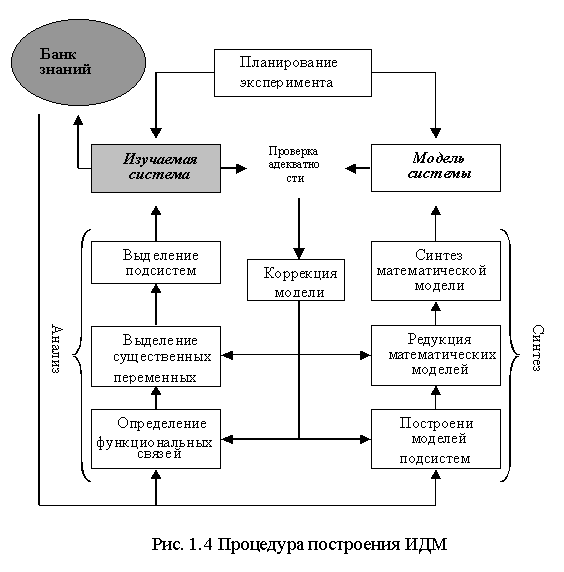 Банк
знаний
Планирование
эксперимента
Изучаемая
система
Проверка
адекватно
сти
Модель
системы
Выделение
подсистем
Коррекция
модели
Синтез
математической
модели
Анализ
Выделение
существенных
переменных
Редукция
математических
моделей
Синтез
Определение
функциональных
связей
Построени
моделей
подсистем
Рис. 1.4 Процедура построения ИДМ